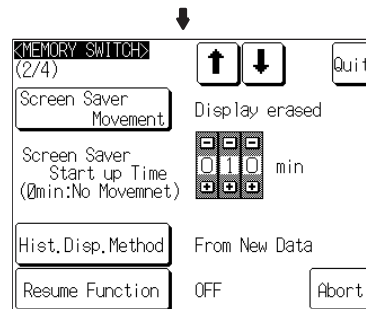 <MEMORY SWITCH>
(2/4)
Quit
Screen Saver
Movement
Display erased
Screen Saver
Start up Time
(0min:No Movemnet)
010 min
Hist.Disp.Method
From New Data
Resume Function
OFF
Abort